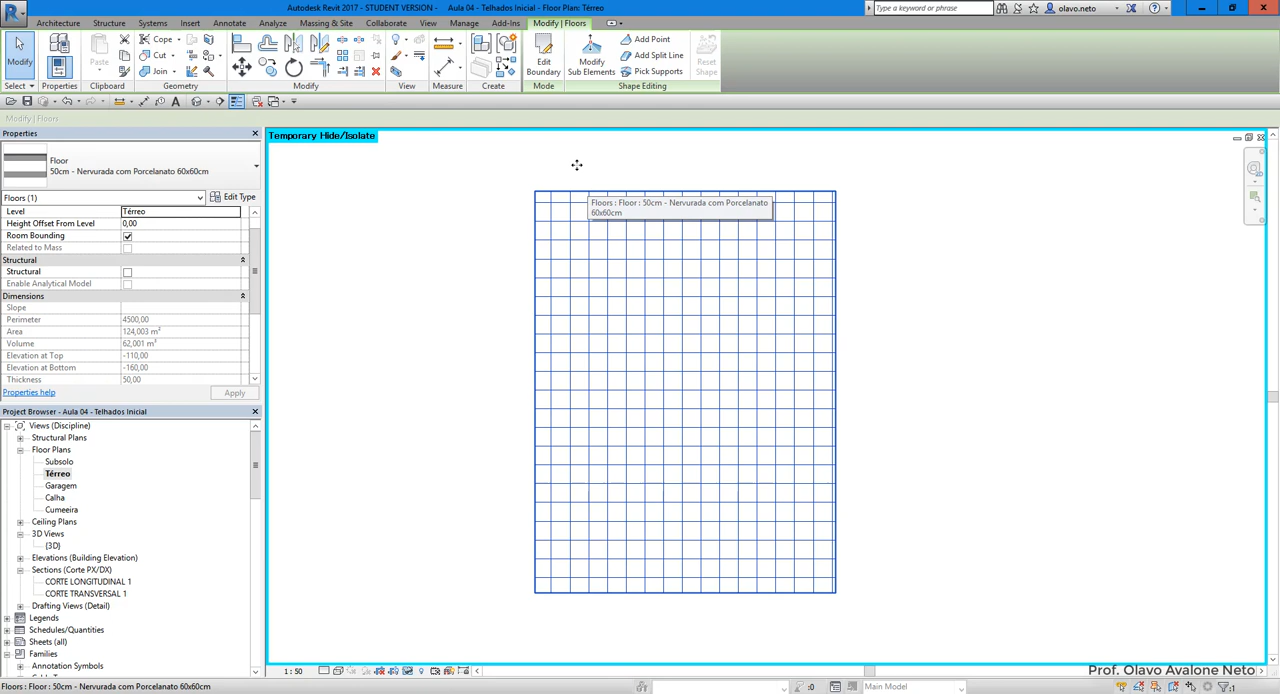 Autodesk Revit 2017 - STUDENT VERSION - Aula 04 - Telhados Inicial - Floor Plan: Térreo
Type a keyword or phrase
olavo.neto
Architecture Structure Systems Insert Annotate Analyze Massing & Site Collaborate View Manage Add-Ins Modify | Floors
Modify
Paste
Cope
Cut
Join
Edit Boundary
Modify Sub Elements
Add Point
Add Split Line
Pick Supports
Reset Shape
Select Properties Clipboard Geometry Modify View Measure Create Mode Shape Editing
Modify | Floors
Properties
Temporary Hide/Isolate
Floor
50cm - Nervurada com Porcelanato 60x60cm
Floors (1) Edit Type
Level Térreo
Height Offset From Level 0,00
Room Bounding
Related to Mass
Structural
Structural
Enable Analytical Model
Dimensions
Slope
Perimeter 4500,00
Area 124,003 m²
Volume 62,001 m³
Elevation at Top -110,00
Elevation at Bottom -160,00
Thickness 50,00
Properties help Apply
Floors : Floor : 50cm - Nervurada com Porcelanato
60x60cm
Project Browser - Aula 04 - Telhados Inicial
Views (Discipline)
Structural Plans
Floor Plans
Subsolo
Térreo
Garagem
Calha
Cumeeira
Ceiling Plans
3D Views
{3D}
Elevations (Building Elevation)
Sections (Corte PX/DX)
CORTE LONGITUDINAL 1
CORTE TRANSVERSAL 1
Drafting Views (Detail)
Legends
Schedules/Quantities
Sheets (all)
Families
Annotation Symbols
1 : 50
Prof. Olavo Avalone Neto
Floors : Floor : 50cm - Nervurada com Porcelanato 60x60cm
:0
Main Model
:1